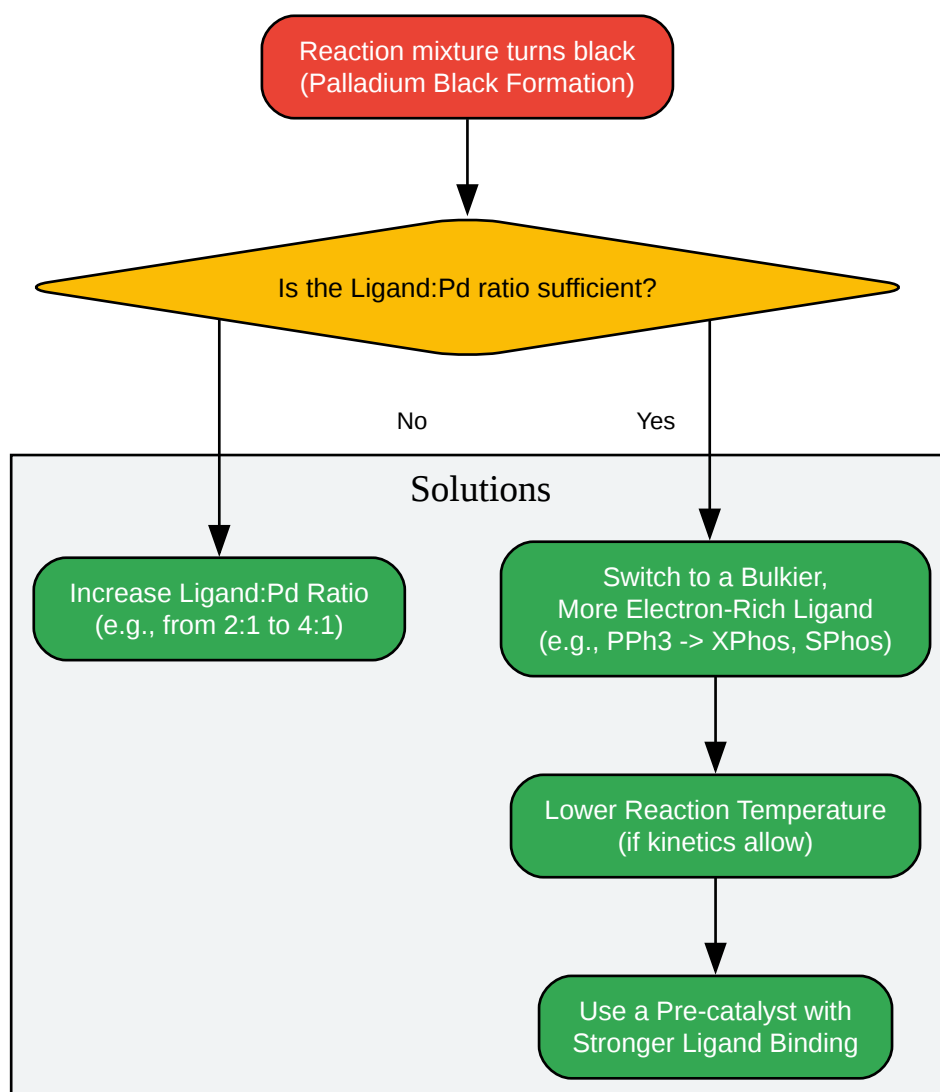 Reaction mixture turns black
(Palladium Black Formation)
Is the Ligand:Pd ratio sufficient?
No
Yes
Solutions
Increase Ligand:Pd Ratio
(e.g., from 2:1 to 4:1)
Switch to a Bulkier,
More Electron-Rich Ligand
(e.g., PPh3 -> XPhos, SPhos)
Lower Reaction Temperature
(if kinetics allow)
Use a Pre-catalyst with
Stronger Ligand Binding